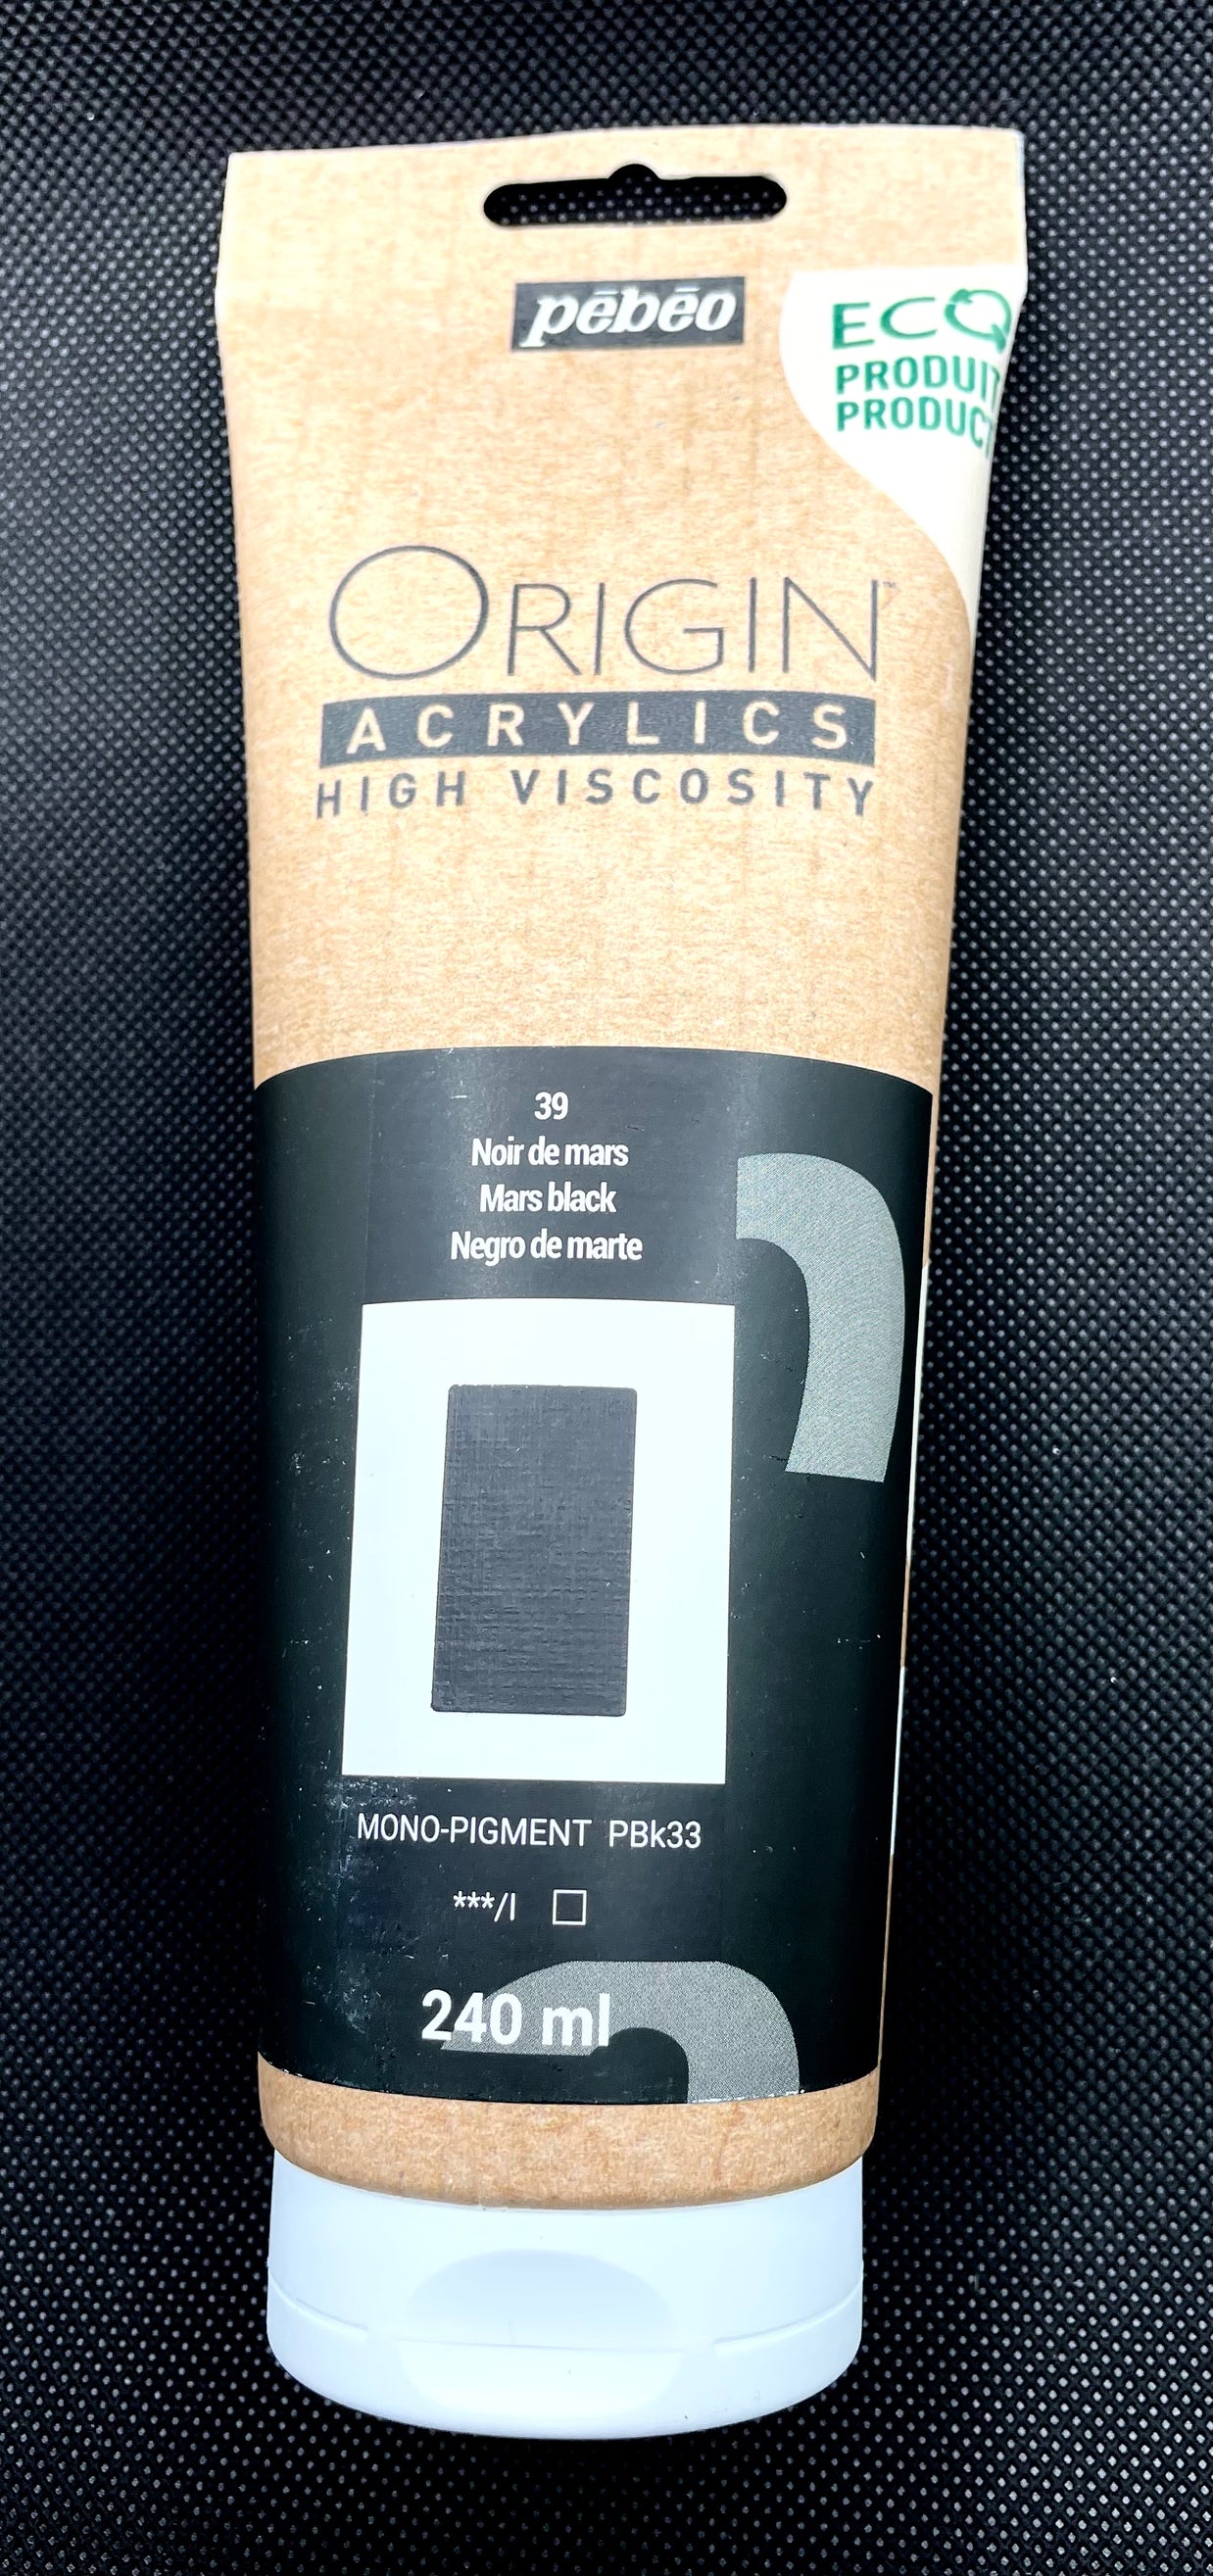 pēbēo
ECO
PRODUIT
PRODUCT
ORIGIN™
ACRYLICS
HIGH VISCOSITY
39
Noir de mars
Mars black
Negro de marte
MONO-PIGMENT PBk33
***/I
240 ml